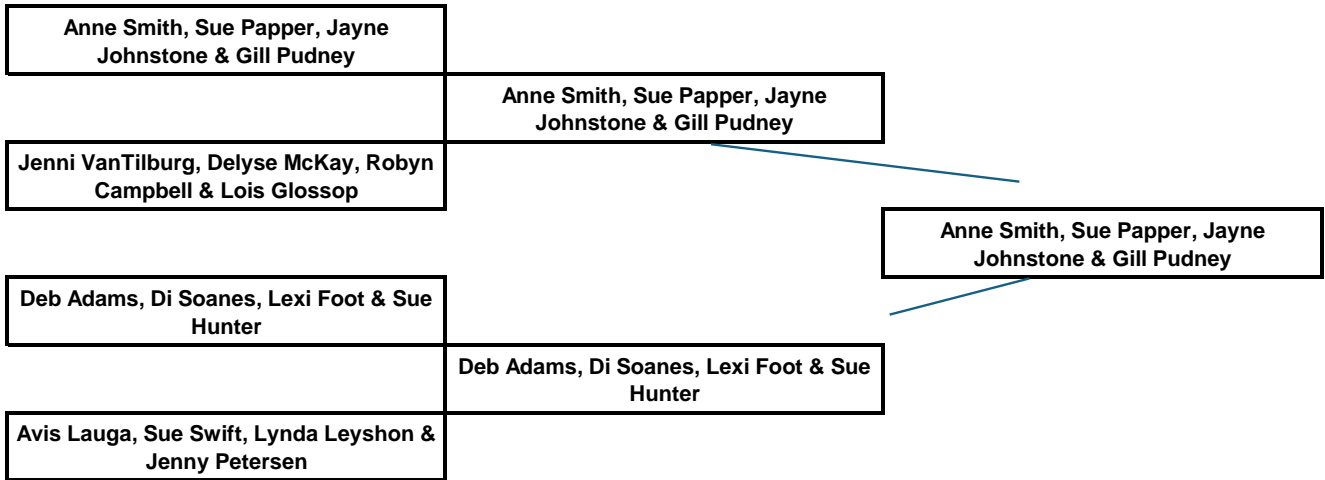 Anne Smith, Sue Papper, Jayne
Johnstone & Gill Pudney
Anne Smith, Sue Papper, Jayne
Johnstone & Gill Pudney
Jenni VanTilburg, Delyse McKay, Robyn
Campbell & Lois Glossop
Anne Smith, Sue Papper, Jayne
Johnstone & Gill Pudney
Deb Adams, Di Soanes, Lexi Foot & Sue
Hunter
Deb Adams, Di Soanes, Lexi Foot & Sue
Hunter
Avis Lauga, Sue Swift, Lynda Leyshon &
Jenny Petersen